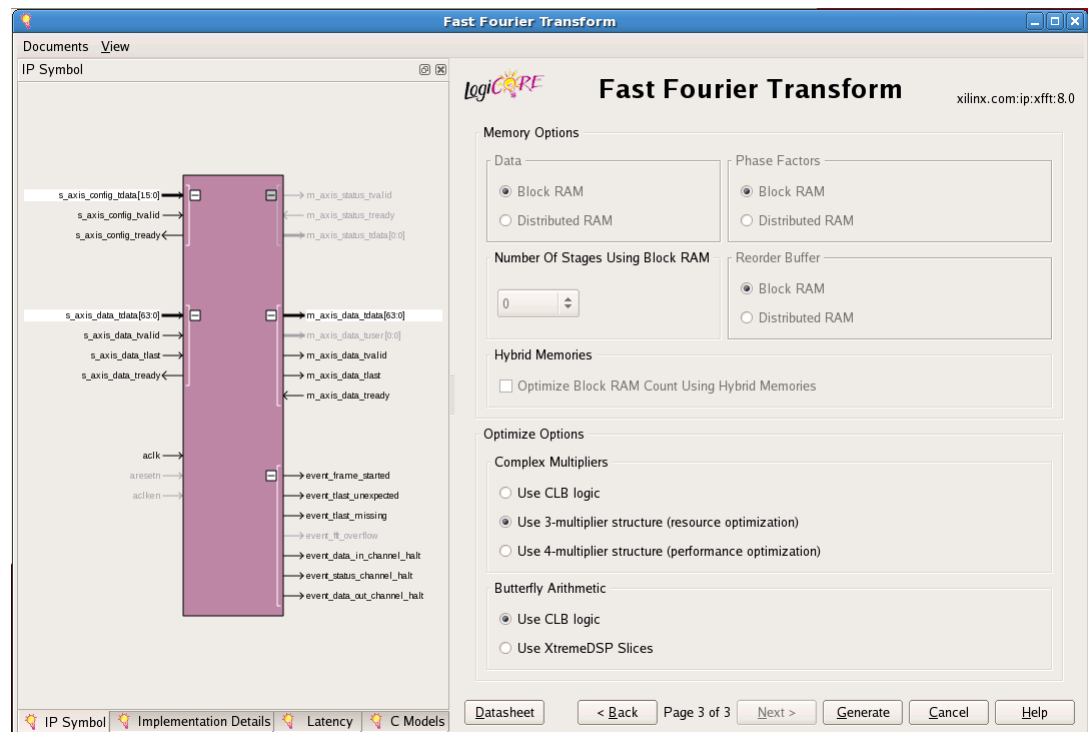 Fast Fourier Transform
Documents View
IP Symbol
s_axis_config_tdata[15:0]
s_axis_config_tvalid
s_axis_config_tready
s_axis_data_tdata[63:0]
s_axis_data_tvalid
s_axis_data_tlast
s_axis_data_tready
aclk
aresetn
aclken
m_axis_status_tvalid
m_axis_status_tready
m_axis_status_tdata[0:0]
m_axis_data_tdata[63:0]
m_axis_data_tuser[0:0]
m_axis_data_tvalid
m_axis_data_tlast
m_axis_data_tready
event_frame_started
event_tlast_unexpected
event_tlast_missing
event_fft_overflow
event_data_in_channel_halt
event_status_channel_halt
event_data_out_channel_halt
IP Symbol Implementation Details Latency C Models
LogiCORE
Fast Fourier Transform
xilinx.com:ip:xfft:8.0
Memory Options
Data
Block RAM
Distributed RAM
Phase Factors
Block RAM
Distributed RAM
Number Of Stages Using Block RAM
0
Reorder Buffer
Block RAM
Distributed RAM
Hybrid Memories
Optimize Block RAM Count Using Hybrid Memories
Optimize Options
Complex Multipliers
Use CLB logic
Use 3-multiplier structure (resource optimization)
Use 4-multiplier structure (performance optimization)
Butterfly Arithmetic
Use CLB logic
Use XtremeDSP Slices
Datasheet < Back Page 3 of 3 Next > Generate Cancel Help